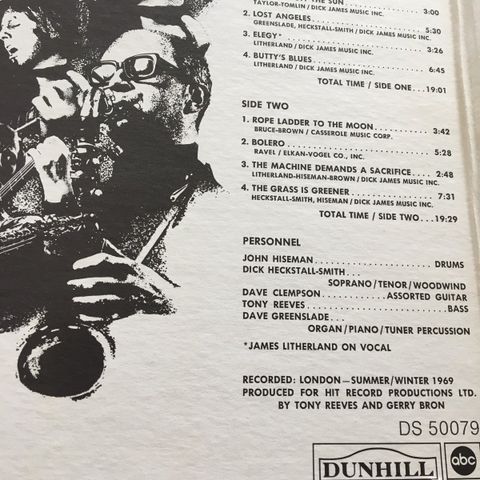 THE SUN.......... 3:00
TAYLOR-TOMLIN / DICK JAMES MUSIC INC.
2. LOST ANGELES.......... 5:30
GREENSLADE, HECKSTALL-SMITH / DICK JAMES MUSIC INC.
3. ELEGY*.......... 3:26
LITHERLAND / DICK JAMES MUSIC INC.
4. BUTTY'S BLUES.......... 6:45
LITHERLAND / DICK JAMES MUSIC INC.
TOTAL TIME / SIDE ONE...19:01
SIDE TWO
1. ROPE LADDER TO THE MOON.......... 3:42
BRUCE-BROWN / CASSEROLE MUSIC CORP.
2. BOLERO.......... 5:28
RAVEL / ELKAN-VOGEL CO., INC.
3. THE MACHINE DEMANDS A SACRIFICE....2:48
LITHERLAND-HISEMAN-BROWN / DICK JAMES MUSIC INC.
4. THE GRASS IS GREENER.......... 7:31
HECKSTALL-SMITH, HISEMAN / DICK JAMES MUSIC INC.
TOTAL TIME / SIDE TWO...19:29
PERSONNEL
JOHN HISEMAN.......... DRUMS
DICK HECKSTALL-SMITH...
SOPRANO/TENOR/WOODWIND
DAVE CLEMPSON..........ASSORTED GUITAR
TONY REEVES..........BASS
DAVE GREENSLADE...
ORGAN/PIANO/TUNER PERCUSSION
*JAMES LITHERLAND ON VOCAL
RECORDED: LONDON—SUMMER/WINTER 1969
PRODUCED FOR HIT RECORD PRODUCTIONS LTD.
BY TONY REEVES AND GERRY BRON
DS 50079
DUNHILL
abc